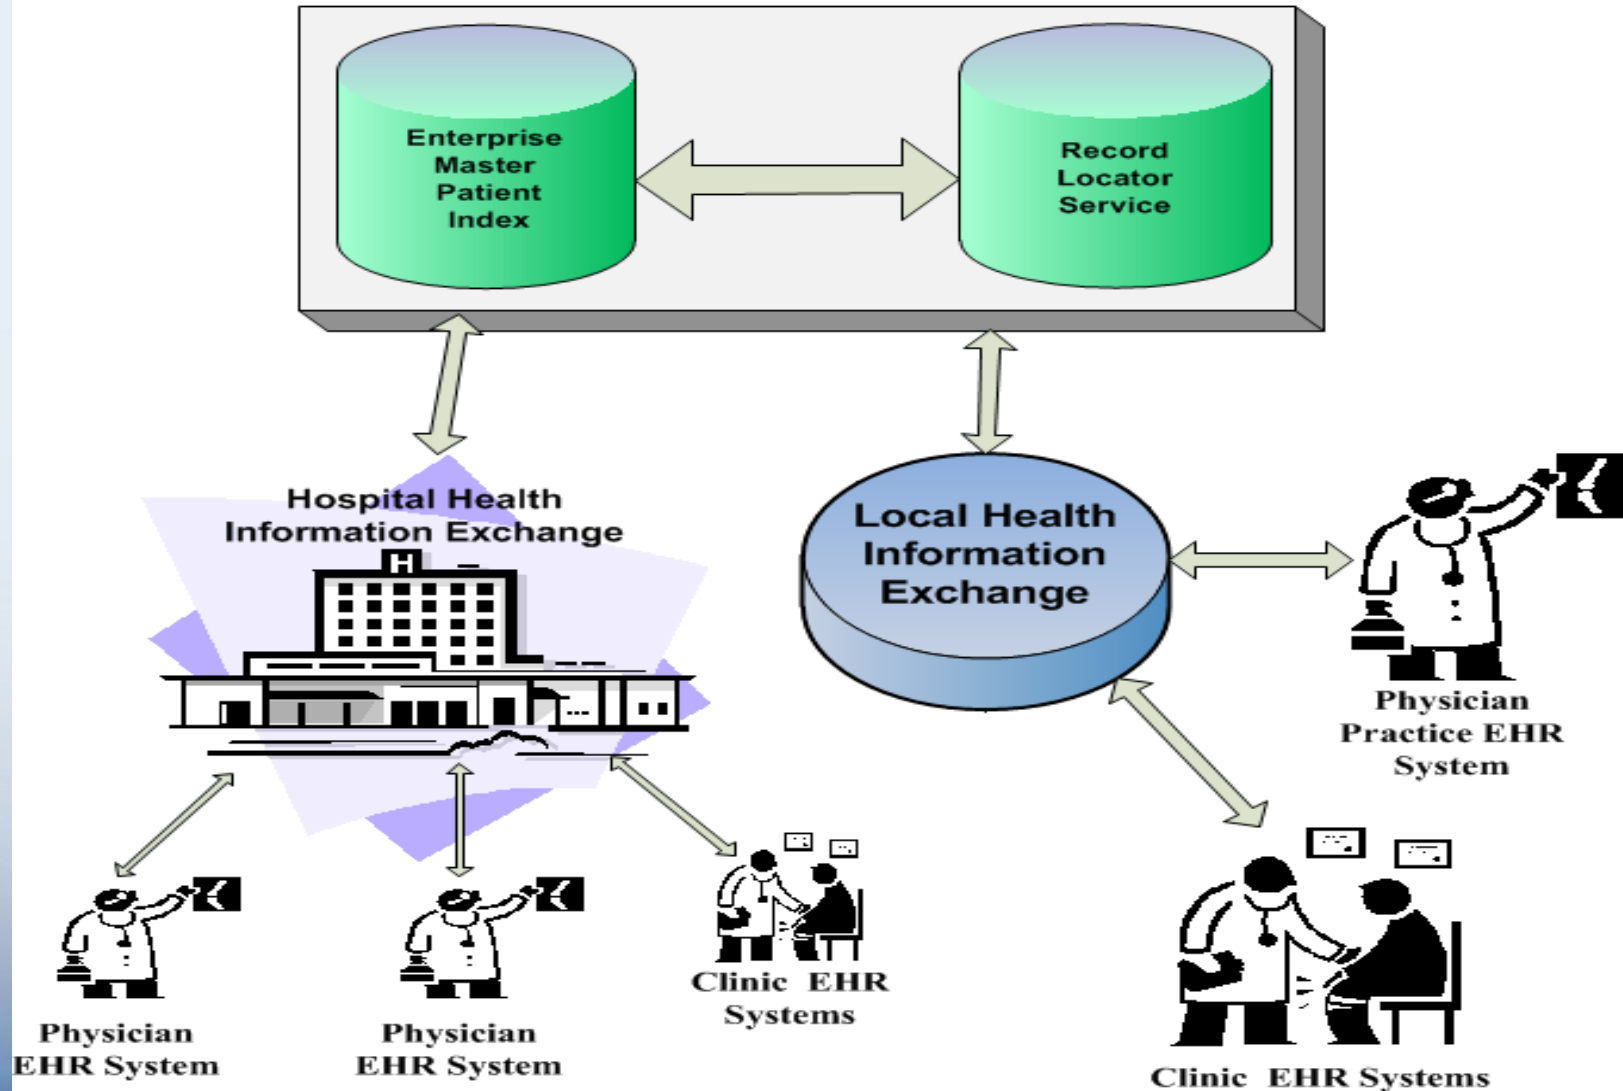 Enterprise
Master
Patient
Index
Record
Locator
Service
Hospital Health
Information Exchange
H
Local Health
Information
Exchange
Physician
Practice EHR
System
Clinic EHR
Systems
Physician
EHR System
Physician
EHR System
Clinic EHR Systems